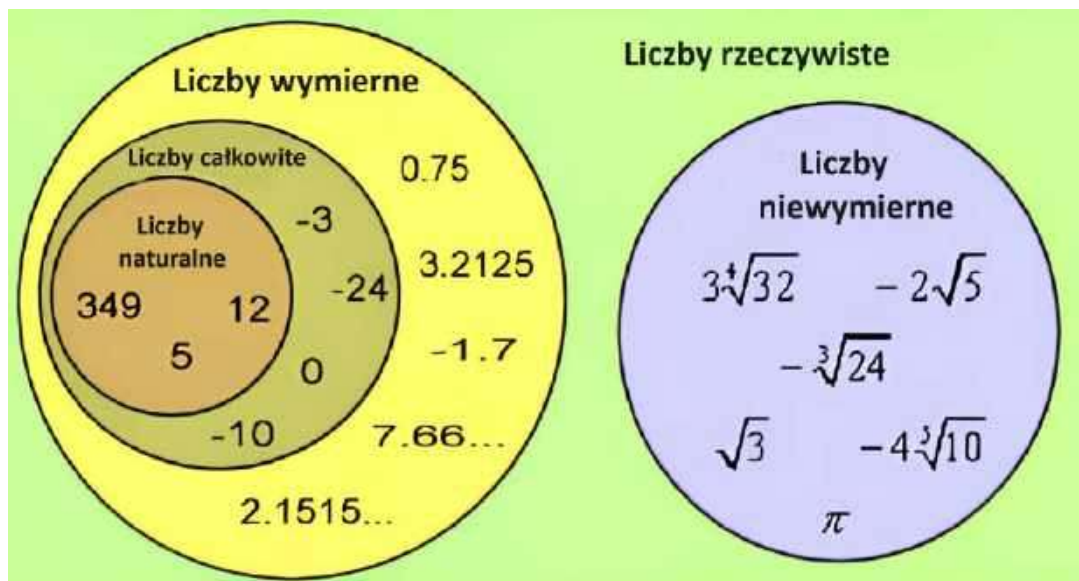 Liczby wymierne
Liczby całkowite
Liczby
naturalne
349
12
5
-3
-24
0
-10
0.75
3.2125
-1.7
7.66...
2.1515...
Liczby rzeczywiste
Liczby
niewymierne
3∜32
-2√5
-∛24
√3
-4∛10
π